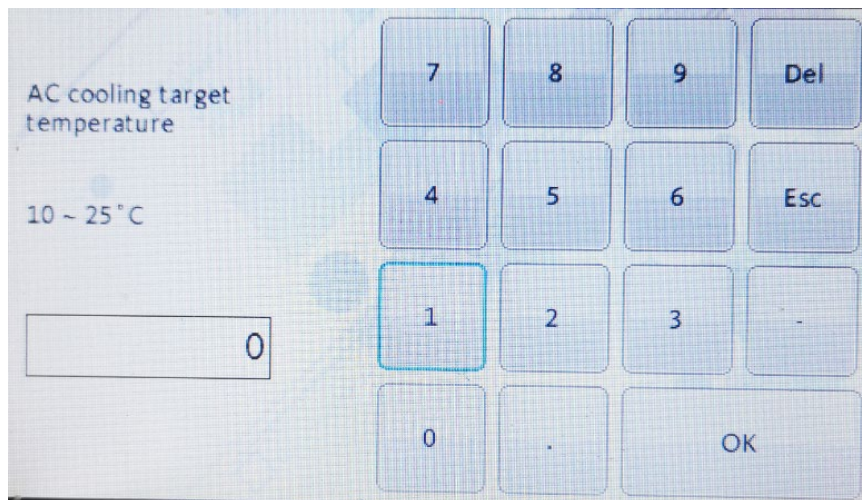 AC cooling target
temperature
10 ~ 25°C
0
7 8 9 Del
4 5 6 Esc
1 2 3 -
0 . OK